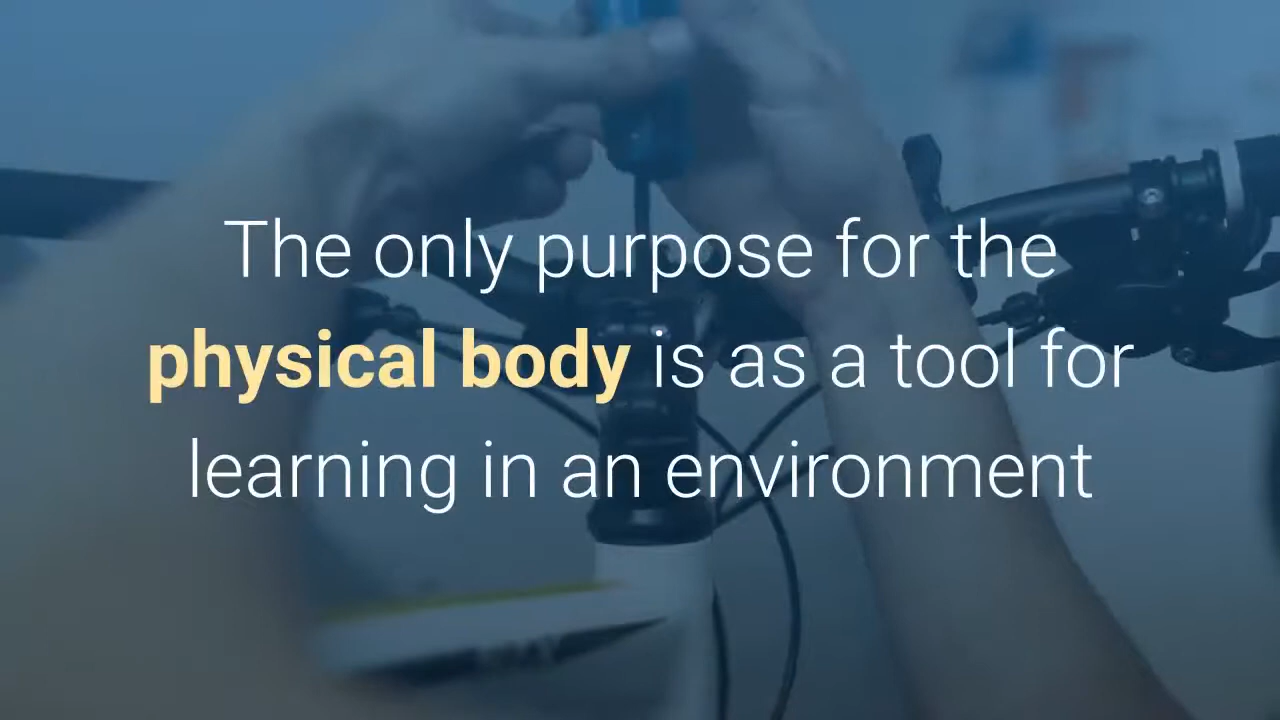 The only purpose for the
physical body is as a tool for
learning in an environment